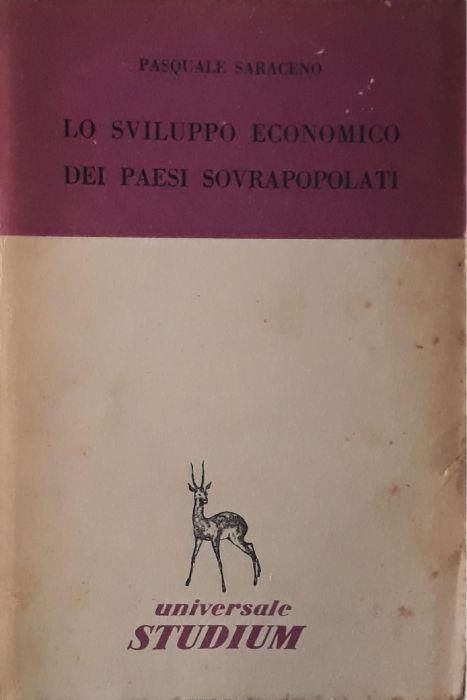 PASQUALE SARACENO
LO SVILUPPO ECONOMICO
DEI PAESI SOVRAPOPOLATI
universale
STUDIUM